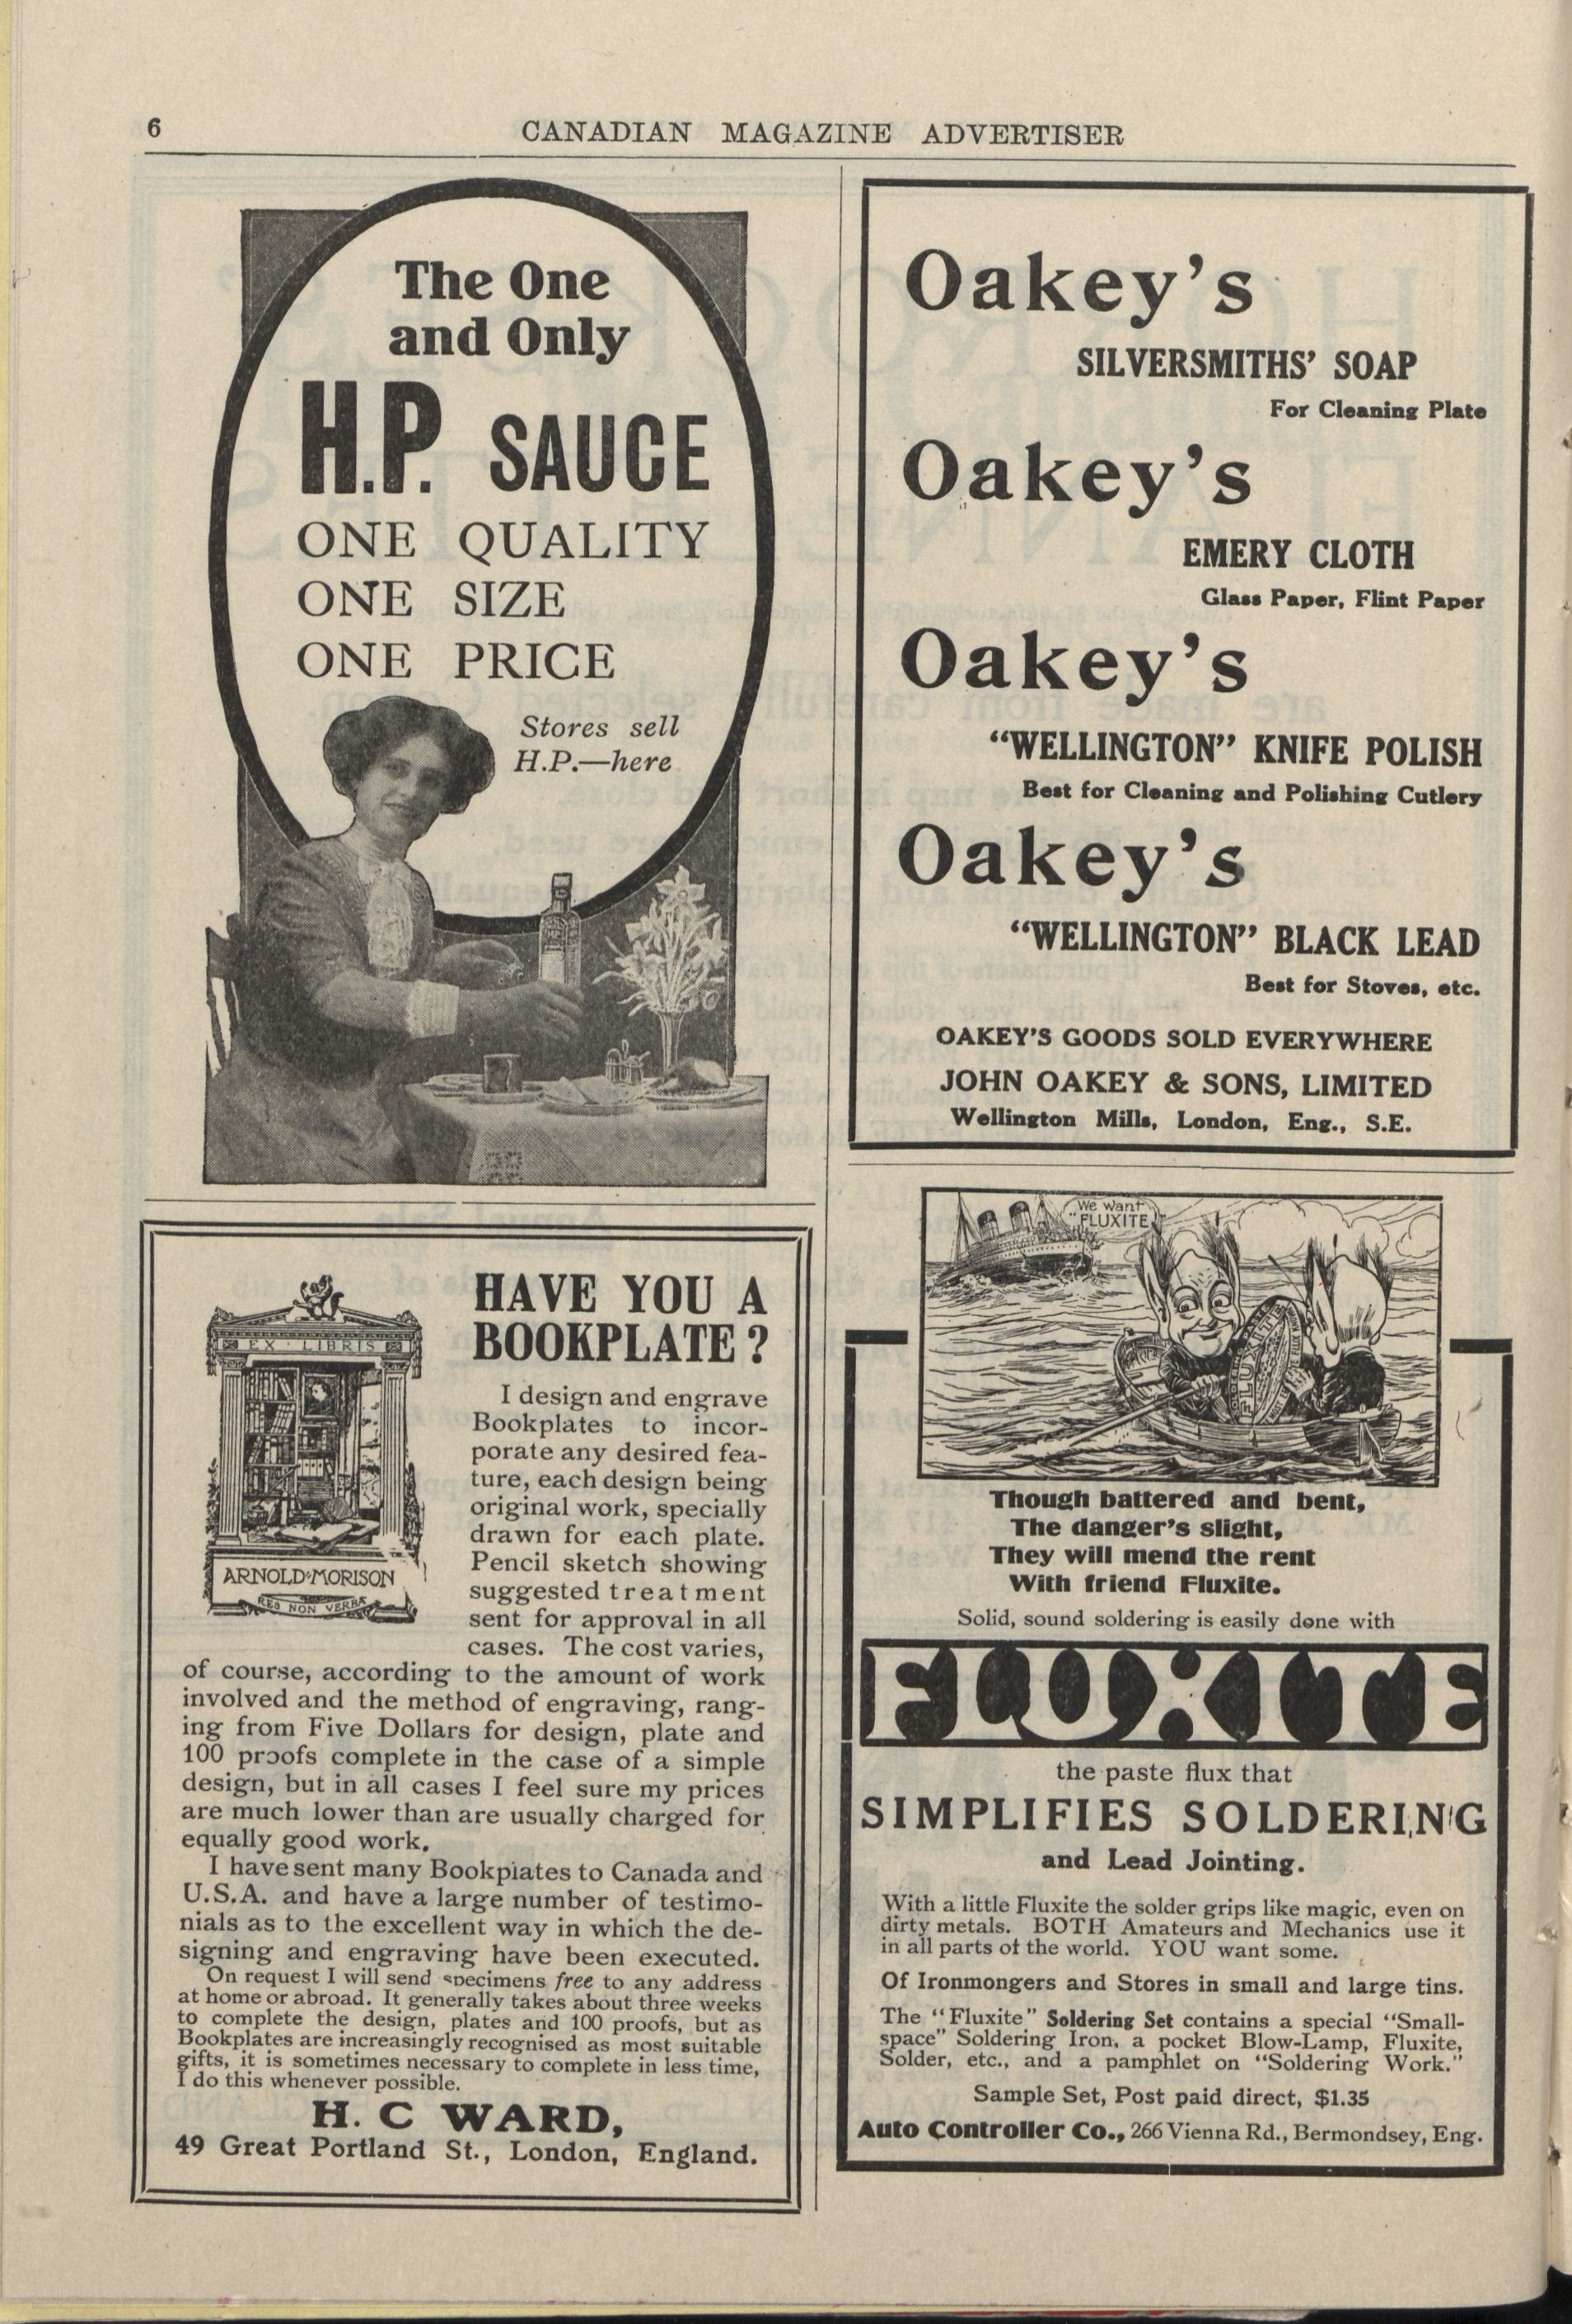 6
CANADIAN MAGAZINE ADVERTISER
The One
and Only
H.P. SAUCE
ONE QUALITY
ONE SIZE
ONE PRICE
Stores sell
H.P.—here
HP
Oakey's
SILVERSMITHS' SOAP
For Cleaning Plate
Oakey's
EMERY CLOTH
Glass Paper, Flint Paper
Oakey's
"WELLINGTON" KNIFE POLISH
Best for Cleaning and Polishing Cutlery
Oakey's
"WELLINGTON" BLACK LEAD
Best for Stoves, etc.
OAKEY'S GOODS SOLD EVERYWHERE
JOHN OAKEY & SONS, LIMITED
Wellington Mills, London, Eng., S.E.
EX · LIBRIS
ARNOLD·MORISON
RES NON VERBA
HAVE YOU A
BOOKPLATE?
I design and engrave
Bookplates to incor-
porate any desired fea-
ture, each design being
original work, specially
drawn for each plate.
Pencil sketch showing
suggested treatment
sent for approval in all
cases. The cost varies,
of course, according to the amount of work
involved and the method of engraving, rang-
ing from Five Dollars for design, plate and
100 proofs complete in the case of a simple
design, but in all cases I feel sure my prices
are much lower than are usually charged for
equally good work.
I have sent many Bookplates to Canada and
U.S.A. and have a large number of testimo-
nials as to the excellent way in which the de-
signing and engraving have been executed.
On request I will send specimens free to any address
at home or abroad. It generally takes about three weeks
to complete the design, plates and 100 proofs, but as
Bookplates are increasingly recognised as most suitable
gifts, it is sometimes necessary to complete in less time,
I do this whenever possible.
H. C WARD,
49 Great Portland St., London, England.
We want
"FLUXITE!"
Though battered and bent,
The danger's slight,
They will mend the rent
With friend Fluxite.
Solid, sound soldering is easily done with
FLUXITE
the paste flux that
SIMPLIFIES SOLDERING
and Lead Jointing.
With a little Fluxite the solder grips like magic, even on
dirty metals. BOTH Amateurs and Mechanics use it
in all parts of the world. YOU want some.
Of Ironmongers and Stores in small and large tins.
The "Fluxite" Soldering Set contains a special "Small-
space" Soldering Iron, a pocket Blow-Lamp, Fluxite,
Solder, etc., and a pamphlet on "Soldering Work."
Sample Set, Post paid direct, $1.35
Auto Controller Co., 266 Vienna Rd., Bermondsey, Eng.